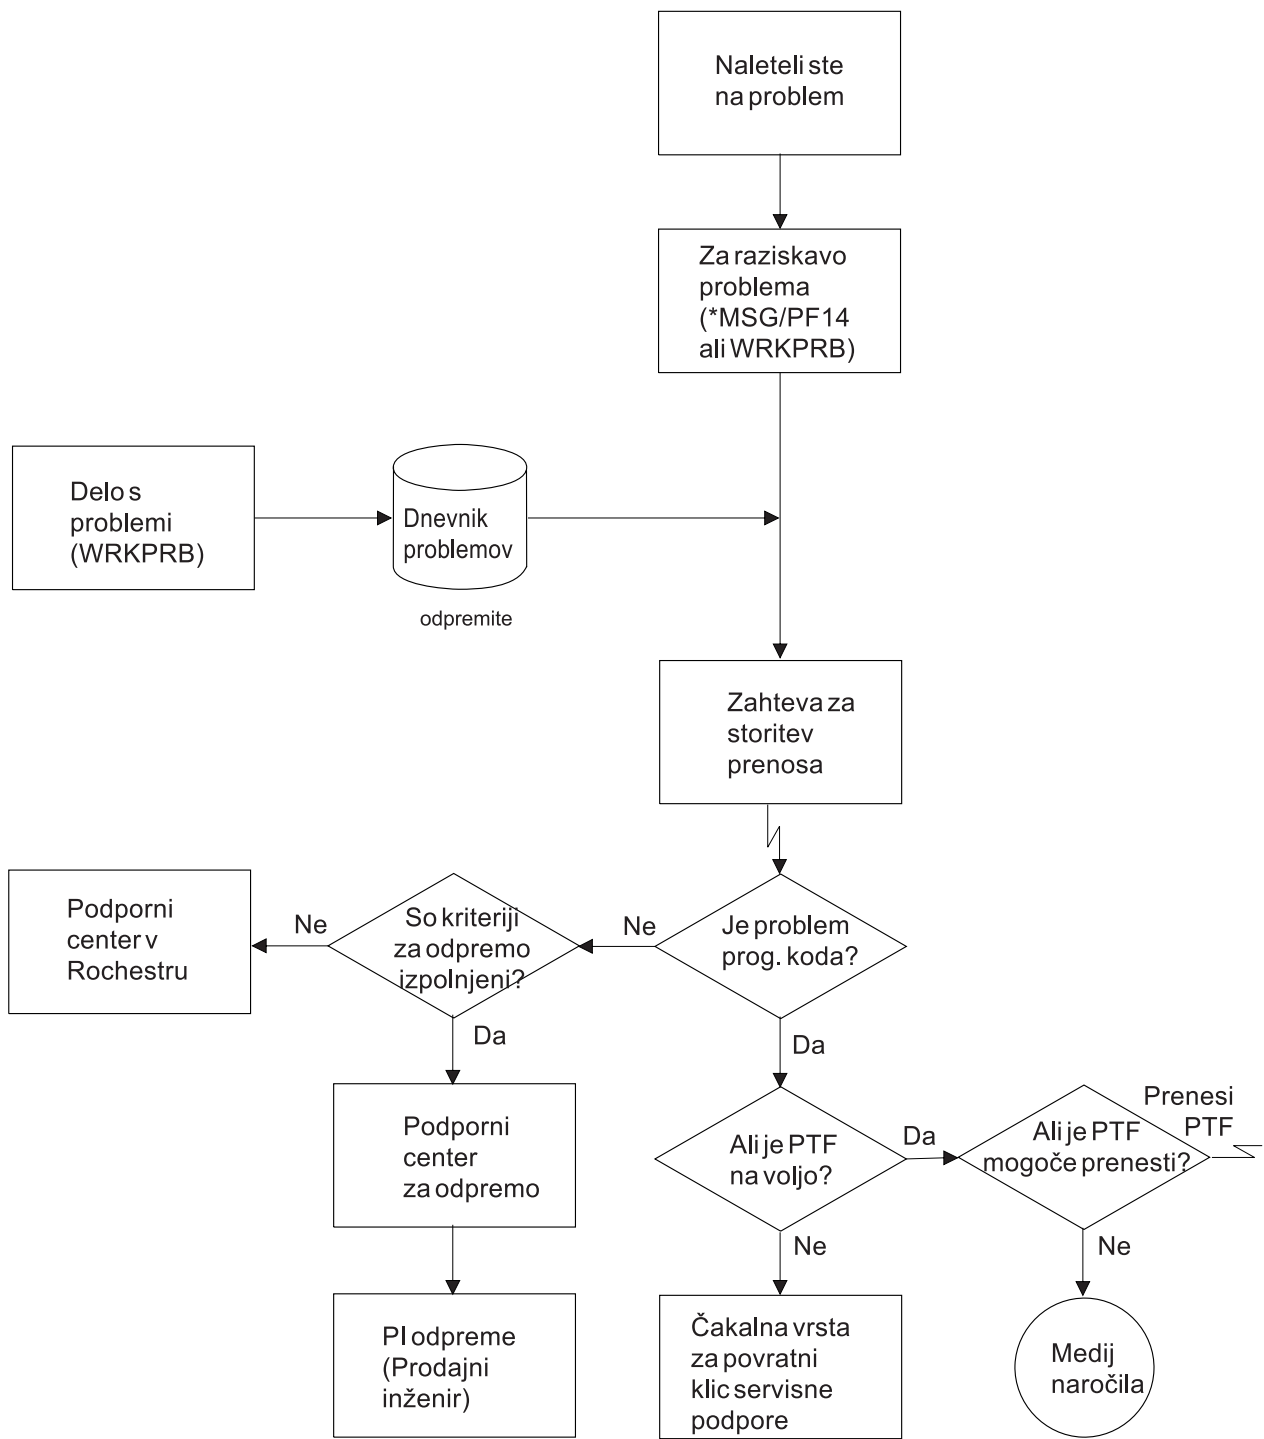 Naleteli ste
na problem
Za raziskavo
problema
(*MSG/PF14
ali WRKPRB)
Delo s
problemi
(WRKPRB)
Dnevnik
problemov
odpremite
Zahteva za
storitev
prenosa
Podporni
center v
Rochestru
Ne
So kriteriji
za odpremo
izpolnjeni?
Ne
Je problem
prog. koda?
Da
Da
Podporni
center
za odpremo
Ali je PTF
na voljo?
Da
Ali je PTF
mogoče prenesti?
Prenesi
PTF
Ne
Ne
PI odpreme
(Prodajni
inženir)
Čakalna vrsta
za povratni
klic servisne
podpore
Medij
naročila